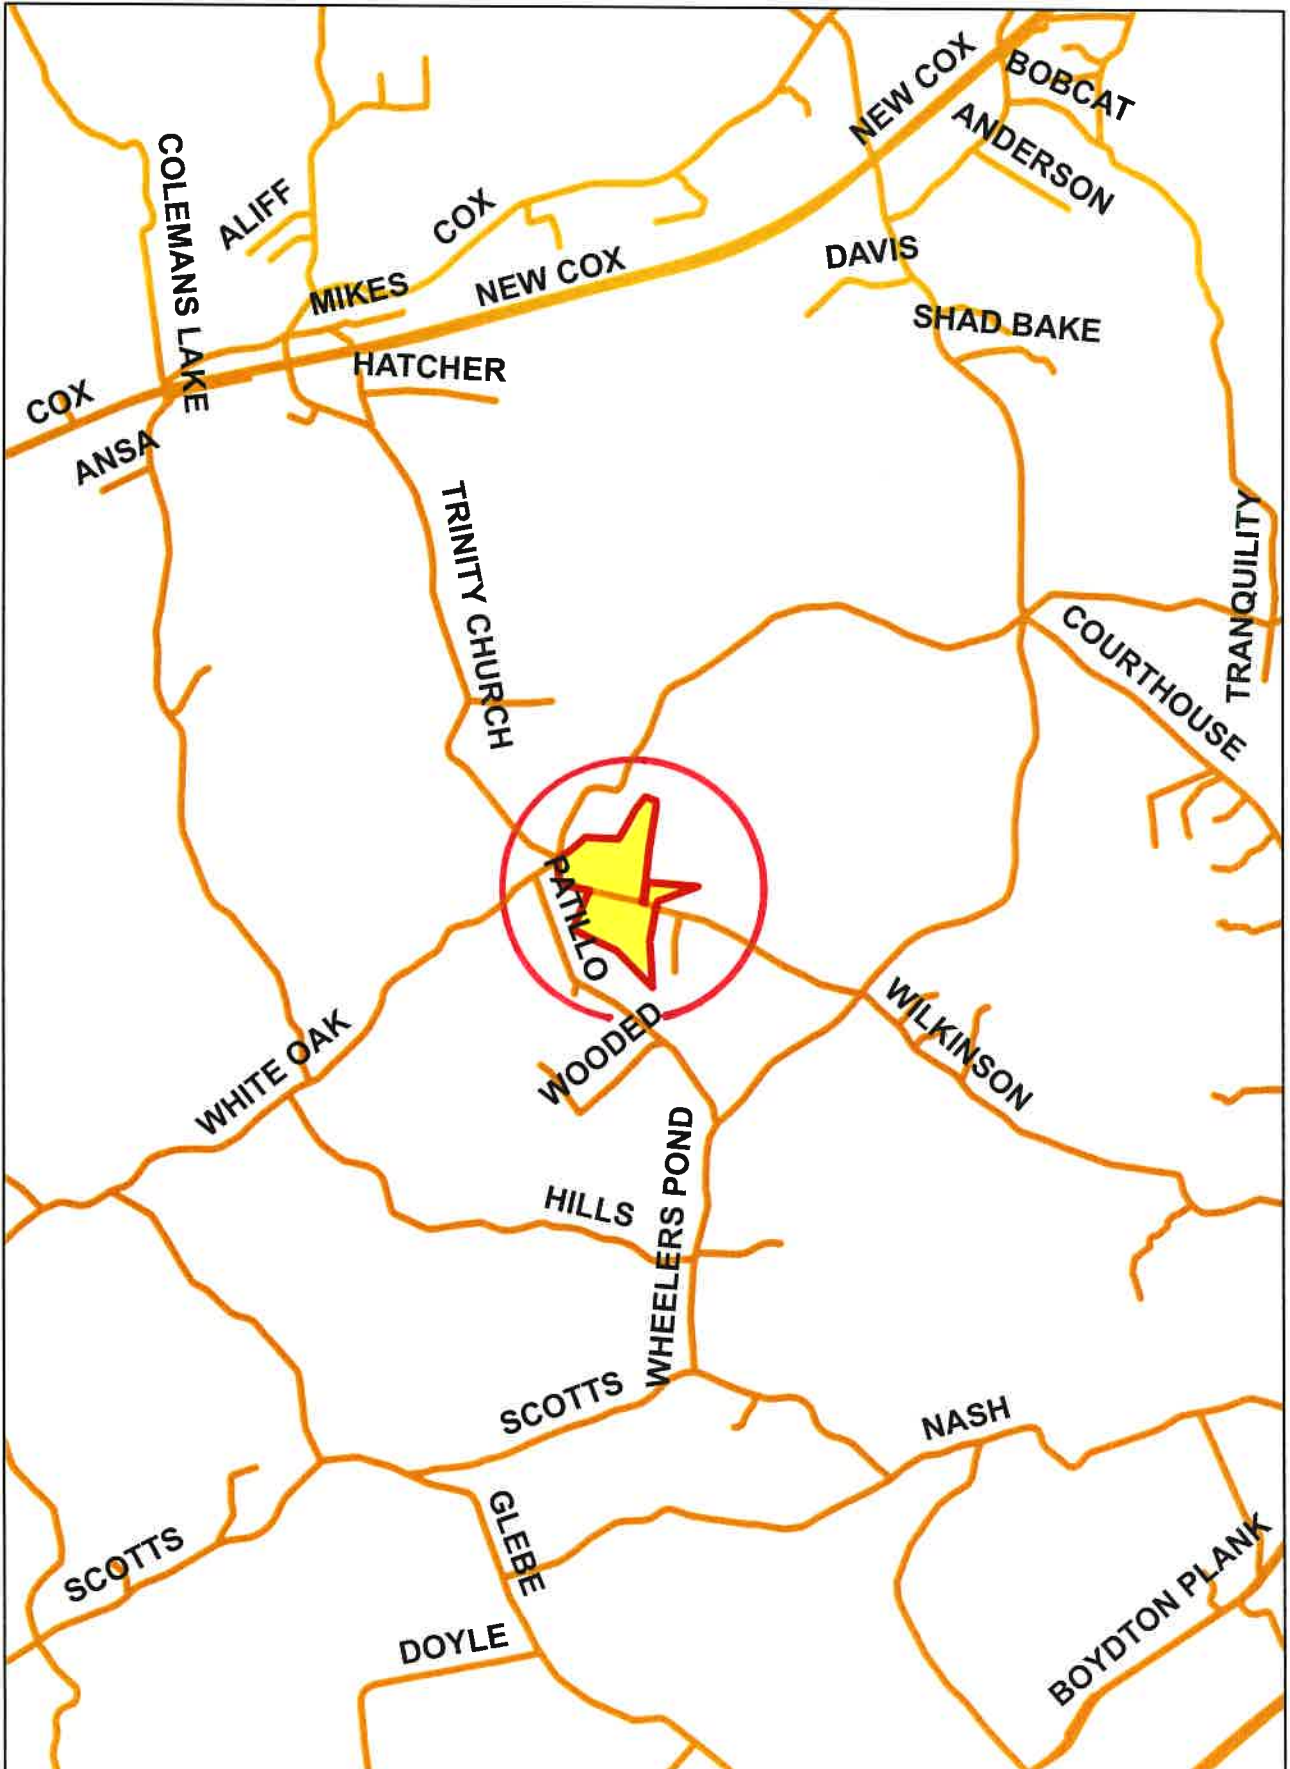 NEW COX
BOBCAT
ANDERSON
COLEMANS LAKE
ALIFF
COX
DAVIS
NEW COX
MIKES
SHAD BAKE
HATCHER
COX
ANSA
TRINITY CHURCH
TRANQUILITY
COURTHOUSE
PATILLO
WILKINSON
WHITE OAK
WOODED
WHEELERS POND
HILLS
SCOTTS
NASH
GLEBE
SCOTTS
BOYDTON PLANK
DOYLE